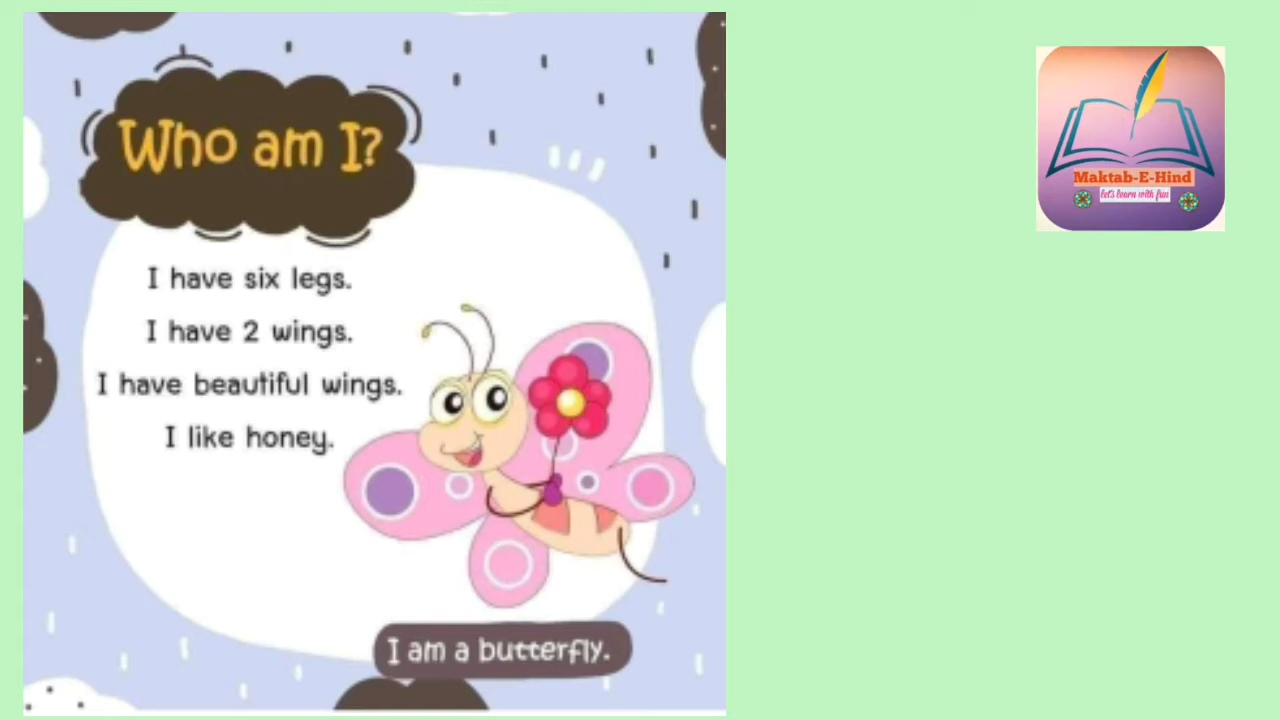 Who am I?
I have six legs.
I have 2 wings.
I have beautiful wings.
I like honey.
I am a butterfly.
Maktab-E-Hind
let's learn with fun